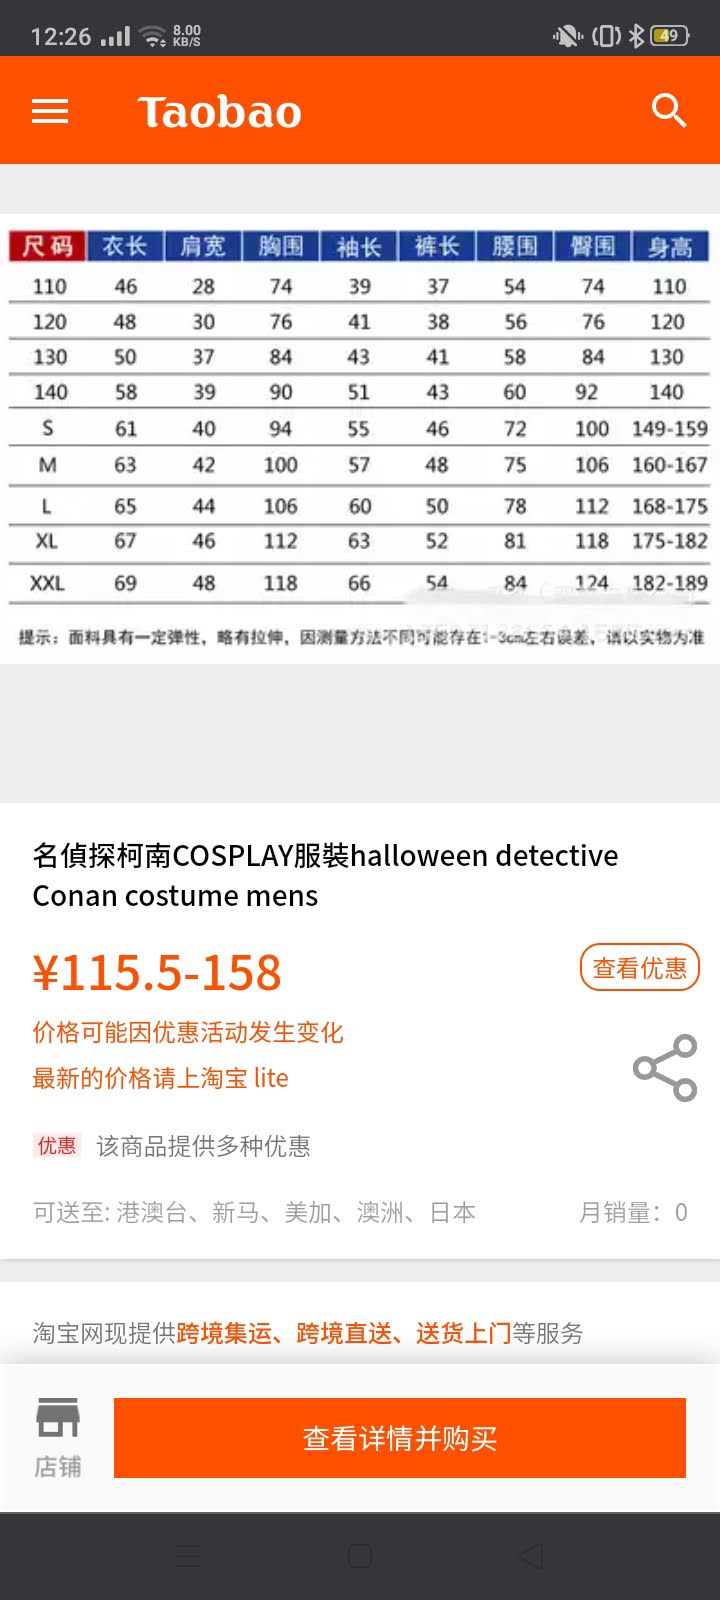 12:26 8.00 KB/S 49
Taobao
尺码 衣长 肩宽 胸围 袖长 裤长 腰围 臀围 身高
110 46 28 74 39 37 54 74 110
120 48 30 76 41 38 56 76 120
130 50 37 84 43 41 58 84 130
140 58 39 90 51 43 60 92 140
S 61 40 94 55 46 72 100 149-159
M 63 42 100 57 48 75 106 160-167
L 65 44 106 60 50 78 112 168-175
XL 67 46 112 63 52 81 118 175-182
XXL 69 48 118 66 54 84 124 182-189
提示：面料具有一定弹性，略有拉伸，因测量方法不同可能存在1-3cm左右误差，请以实物为准
名偵探柯南COSPLAY服裝halloween detective
Conan costume mens
¥115.5-158 查看优惠
价格可能因优惠活动发生变化
最新的价格请上淘宝 lite
优惠 该商品提供多种优惠
可送至: 港澳台、新马、美加、澳洲、日本 月销量：0
淘宝网现提供跨境集运、跨境直送、送货上门等服务
店铺 查看详情并购买